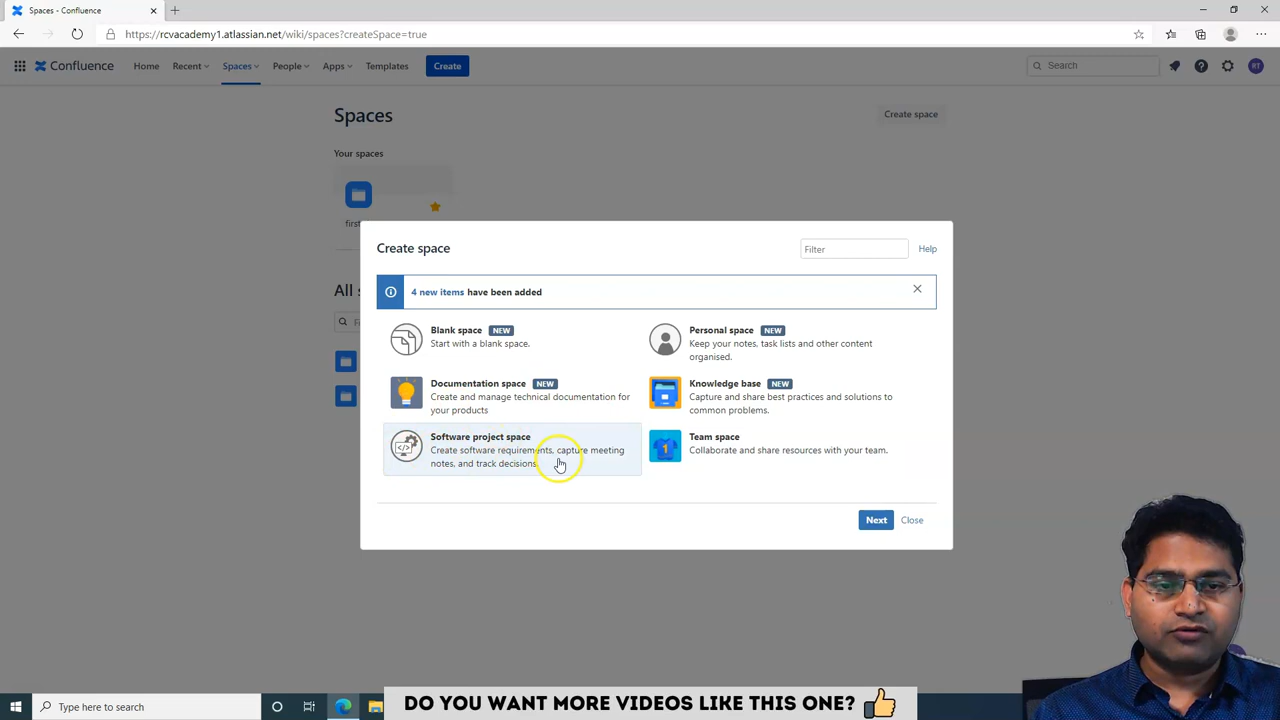 Spaces - Confluence
https://rcvacademy1.atlassian.net/wiki/spaces?createSpace=true
Confluence Home Recent Spaces People Apps Templates Create Search RT
Spaces
Create space
Your spaces
first
Create space
Filter
Help
4 new items have been added
All
Blank space NEW
Start with a blank space.
Personal space NEW
Keep your notes, task lists and other content
organised.
Documentation space NEW
Create and manage technical documentation for
your products
Knowledge base NEW
Capture and share best practices and solutions to
common problems.
Software project space
Create software requirements, capture meeting
notes, and track decisions.
Team space
1
Collaborate and share resources with your team.
Next Close
Type here to search
DO YOU WANT MORE VIDEOS LIKE THIS ONE?